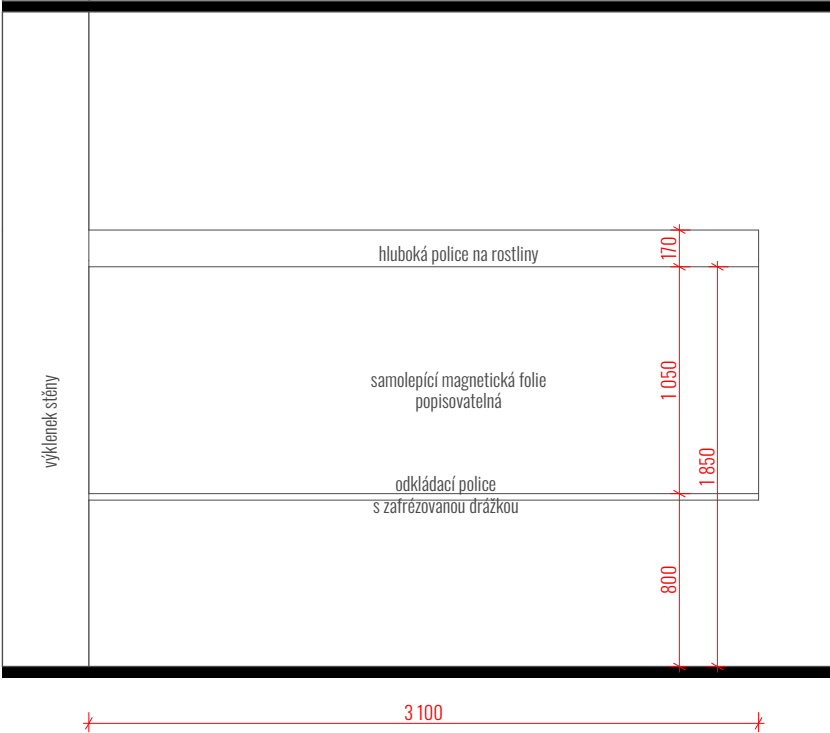 hluboká police na rostliny
170
samolepící magnetická folie
popisovatelná
1 050
výklenek stěny
1 850
odkládací police
s zafrézovanou drážkou
800
3 100